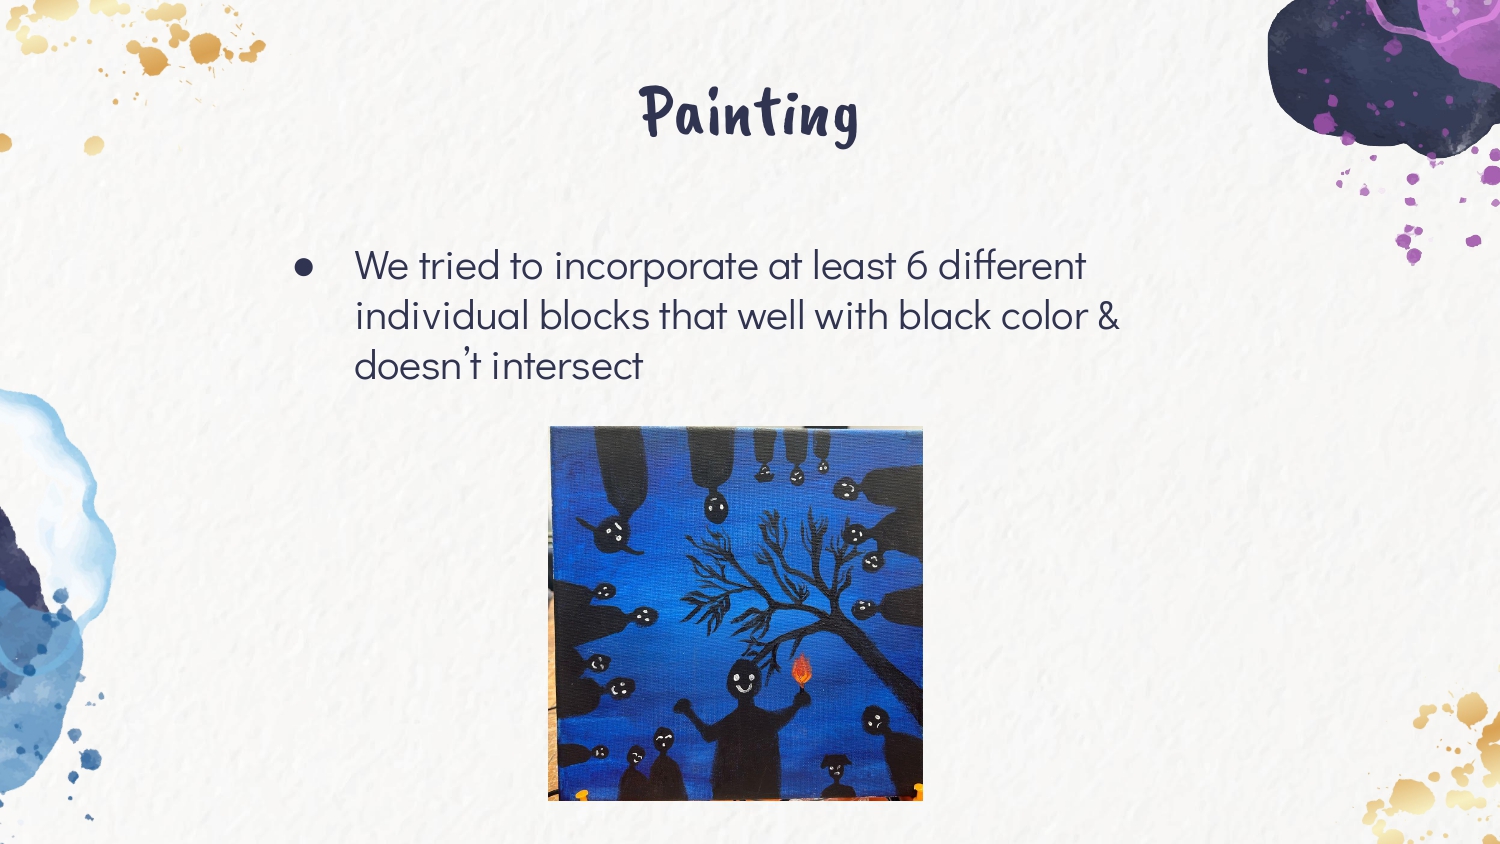 Painting
● We tried to incorporate at least 6 different
individual blocks that well with black color &
doesn’t intersect